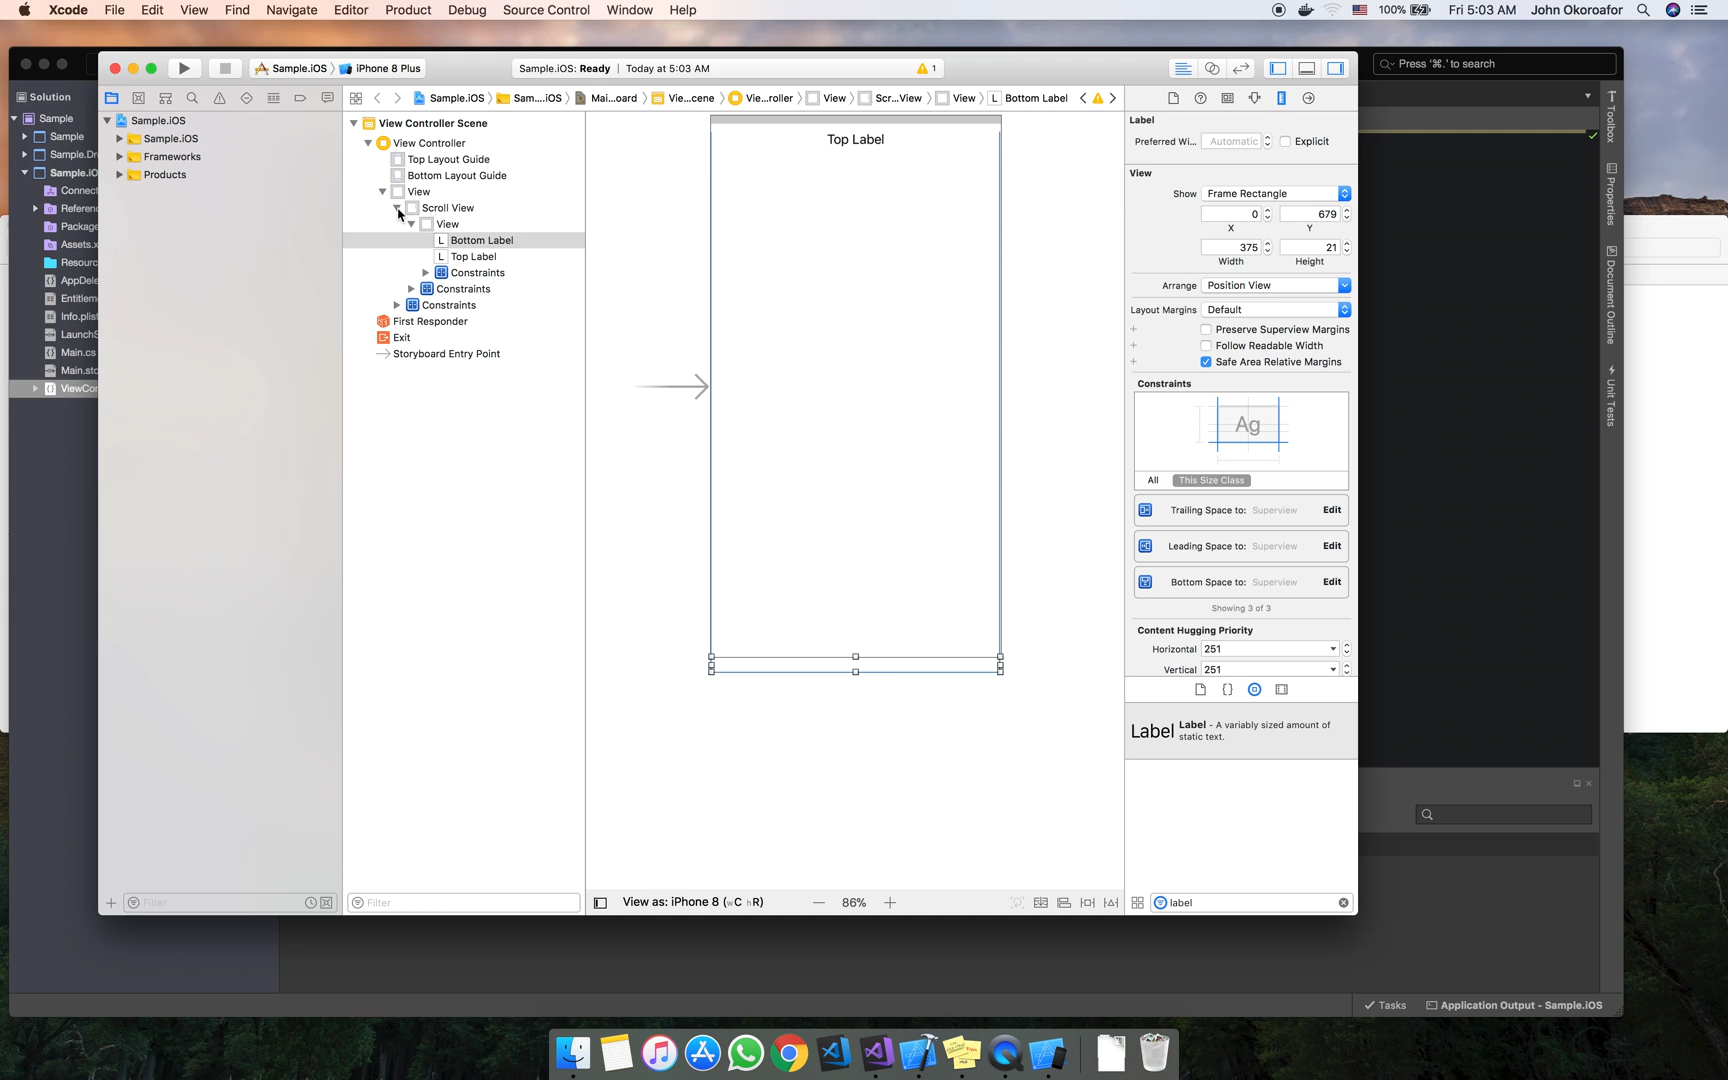 Xcode File Edit View Find Navigate Editor Product Debug Source Control Window Help
100% Fri 5:03 AM John Okoroafor
Press '⌘.' to search
Sample.iOS iPhone 8 Plus
Sample.iOS: Ready | Today at 5:03 AM
1
Solution
Sample
Sample
Sample.Dr
Sample.iO
Connect
Referenc
Package
Assets.x
Resourc
AppDele
Entitlem
Info.plist
LaunchS
Main.cs
Main.sto
ViewCor
Sample.iOS
Sample.iOS
Frameworks
Products
Filter
Sample.iOS Sam....iOS Mai...oard Vie...cene Vie...roller View Scr...View View L Bottom Label
View Controller Scene
View Controller
Top Layout Guide
Bottom Layout Guide
View
Scroll View
View
L Bottom Label
L Top Label
Constraints
Constraints
Constraints
First Responder
Exit
Storyboard Entry Point
Filter
Top Label
View as: iPhone 8 (wC hR)
86%
Label
Preferred Wi... Automatic Explicit
View
Show Frame Rectangle
0 679
X Y
375 21
Width Height
Arrange Position View
Layout Margins Default
Preserve Superview Margins
Follow Readable Width
Safe Area Relative Margins
Constraints
Ag
All This Size Class
Trailing Space to: Superview Edit
Leading Space to: Superview Edit
Bottom Space to: Superview Edit
Showing 3 of 3
Content Hugging Priority
Horizontal 251
Vertical 251
Label Label - A variably sized amount of
static text.
label
Toolbox
Properties
Document Outline
Unit Tests
Tasks Application Output - Sample.iOS